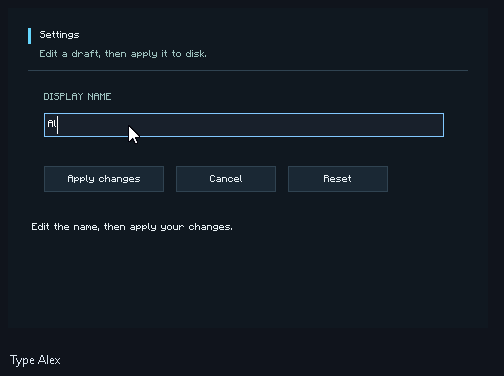 Settings
Edit a draft, then apply it to disk.
DISPLAY NAME
Al
Apply changes
Cancel
Reset
Edit the name, then apply your changes.
Type Alex